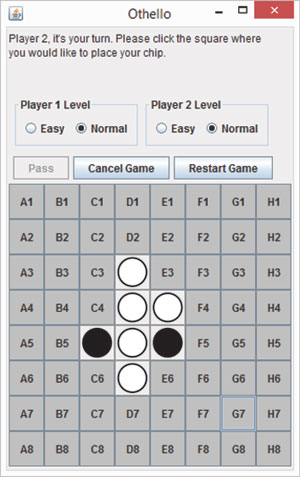 Othello
Player 2, it's your turn. Please click the square where
you would like to place your chip.
Player 1 Level
Player 2 Level
Easy Normal
Easy Normal
Pass Cancel Game Restart Game
A1 B1 C1 D1 E1 F1 G1 H1
A2 B2 C2 D2 E2 F2 G2 H2
A3 B3 C3 E3 F3 G3 H3
A4 B4 C4 F4 G4 H4
A5 B5 F5 G5 H5
A6 B6 C6 E6 F6 G6 H6
A7 B7 C7 D7 E7 F7 G7 H7
A8 B8 C8 D8 E8 F8 G8 H8